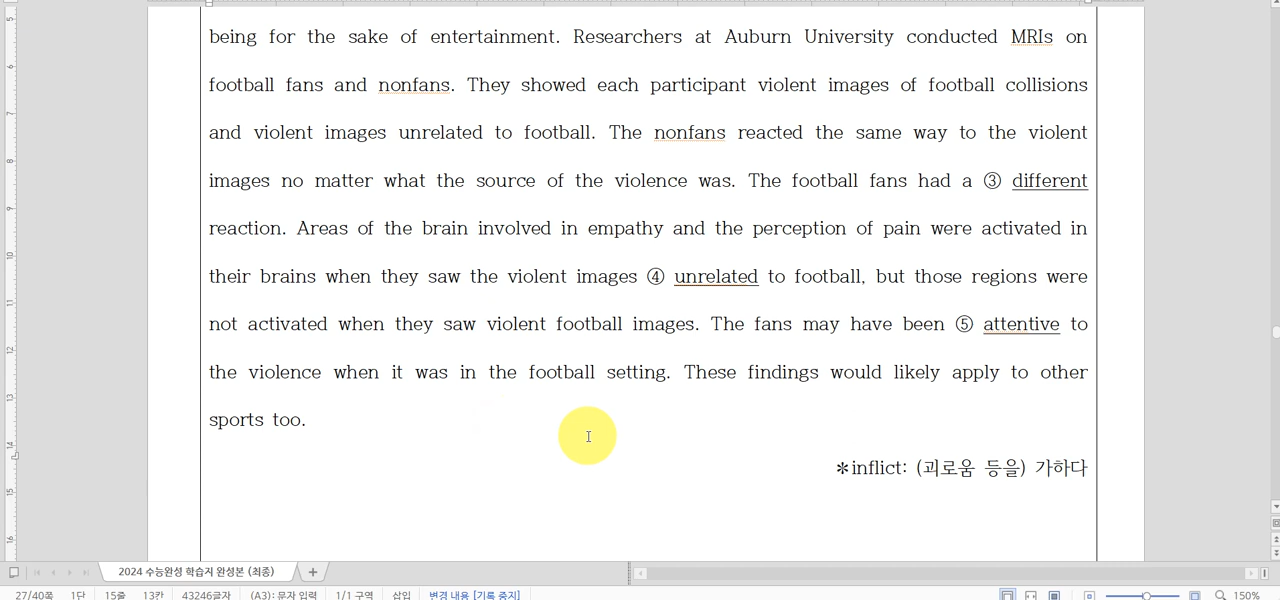 being for the sake of entertainment. Researchers at Auburn University conducted MRIs on
football fans and nonfans. They showed each participant violent images of football collisions
and violent images unrelated to football. The nonfans reacted the same way to the violent
images no matter what the source of the violence was. The football fans had a ③ different
reaction. Areas of the brain involved in empathy and the perception of pain were activated in
their brains when they saw the violent images ④ unrelated to football, but those regions were
not activated when they saw violent football images. The fans may have been ⑤ attentive to
the violence when it was in the football setting. These findings would likely apply to other
sports too.
＊inflict: (괴로움 등을) 가하다
2024 수능완성 학습지 완성본 (최종)
27/40쪽 1단 15줄 13칸 43246글자 (A3): 문자 입력 1/1 구역 삽입 변경 내용 [기록 중지] 150%